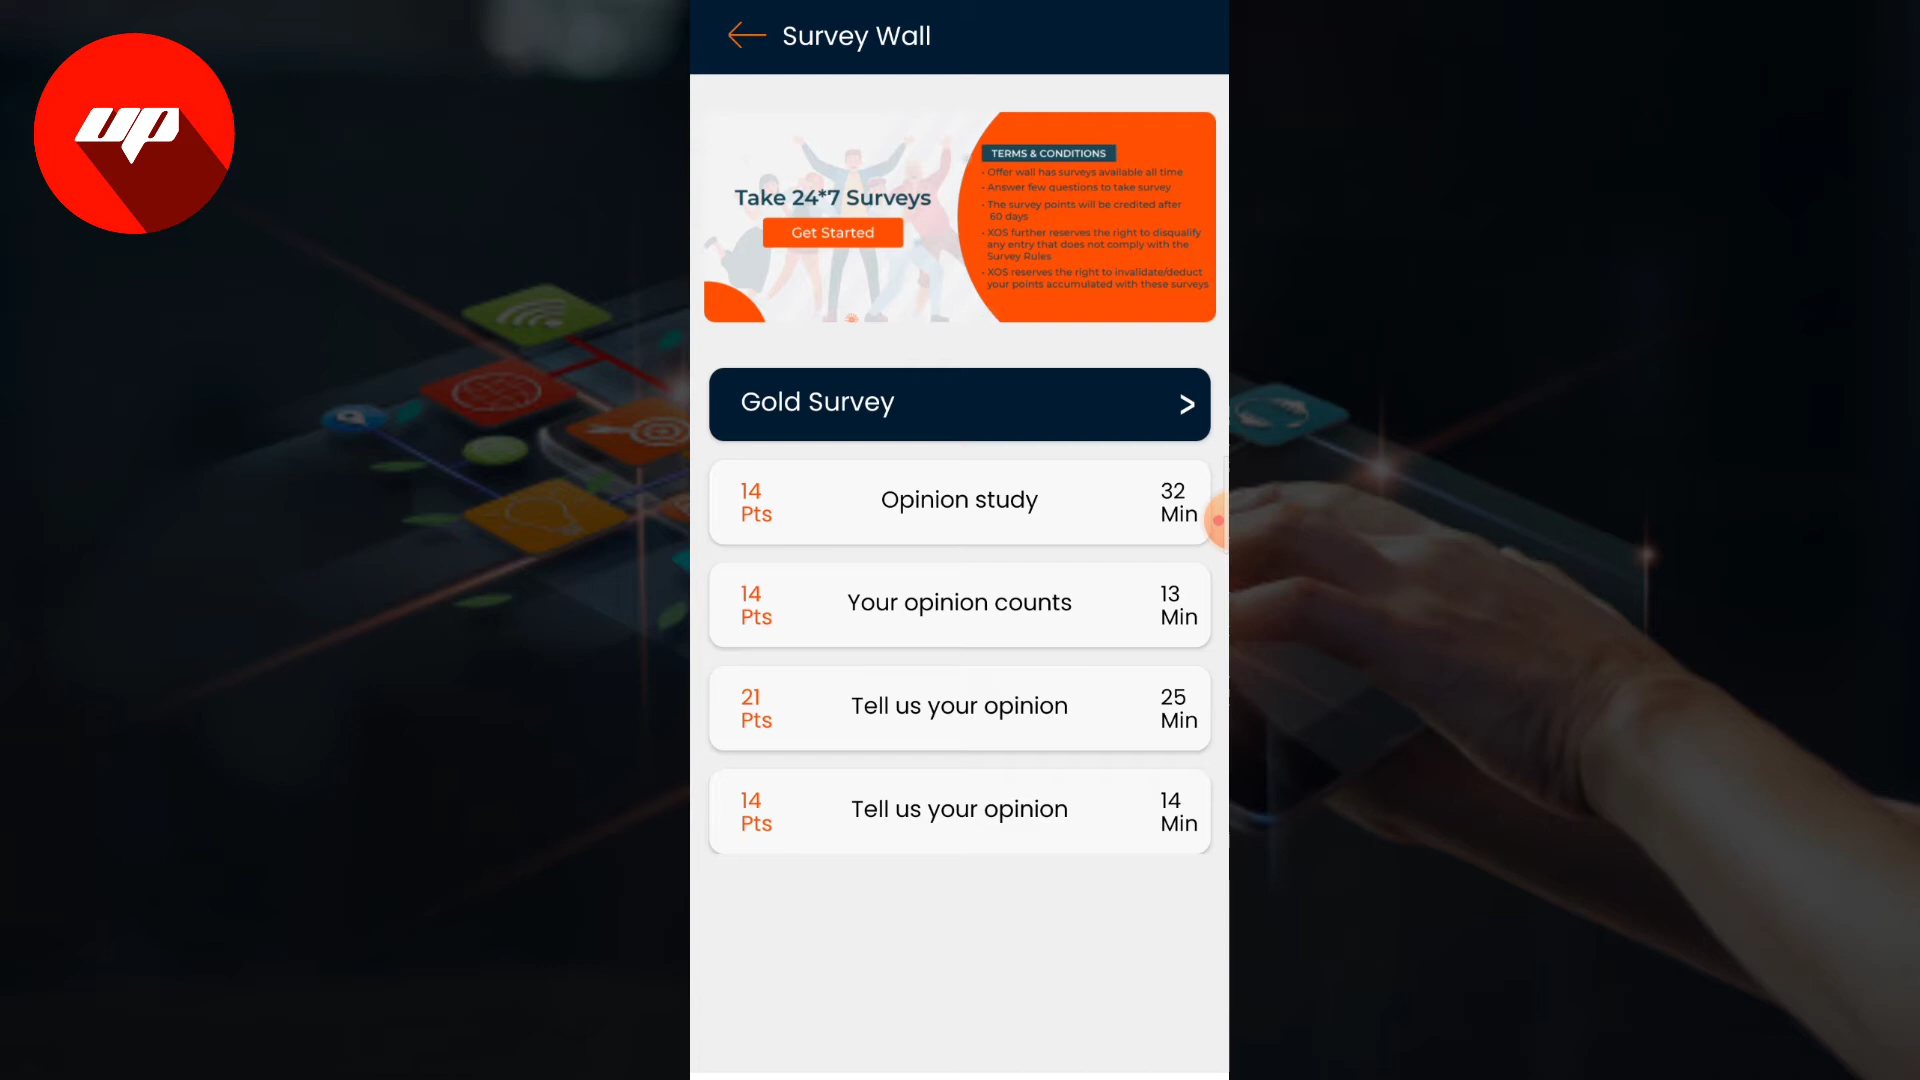 up
Survey Wall
Take 24*7 Surveys
Get Started
TERMS & CONDITIONS
- Offer wall has surveys available all time
- Answer few questions to take survey
- The survey points will be credited after
60 days
- XOS further reserves the right to disqualify
any entry that does not comply with the
Survey Rules
- XOS reserves the right to invalidate/deduct
your points accumulated with these surveys
Gold Survey >
14 Pts
Opinion study
32 Min
14 Pts
Your opinion counts
13 Min
21 Pts
Tell us your opinion
25 Min
14 Pts
Tell us your opinion
14 Min